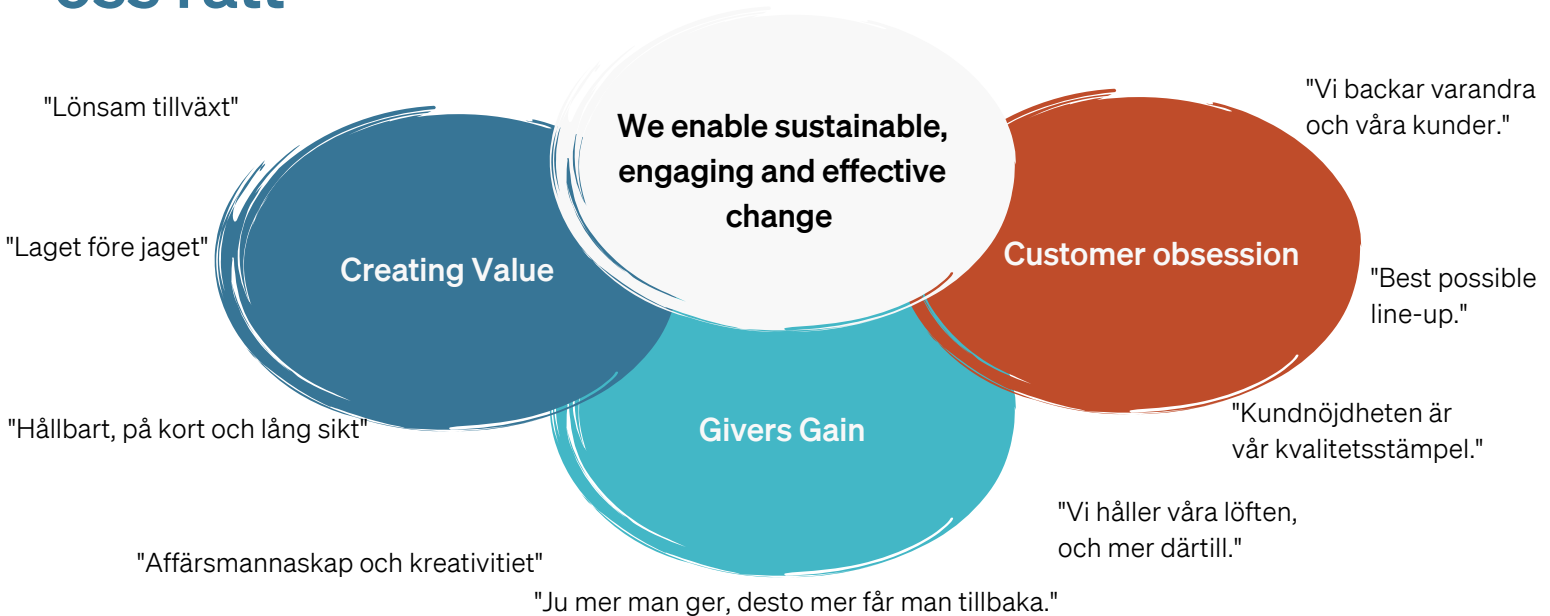 "Lönsam tillväxt"
"Laget före jaget"
"Hållbart, på kort och lång sikt"
"Affärsmannaskap och kreativitiet"
Creating Value
We enable sustainable,
engaging and effective
change
Givers Gain
"Ju mer man ger, desto mer får man tillbaka."
Customer obsession
"Vi backar varandra
och våra kunder."
"Best possible
line-up."
"Kundnöjdheten är
vår kvalitetsstämpel."
"Vi håller våra löften,
och mer därtill."